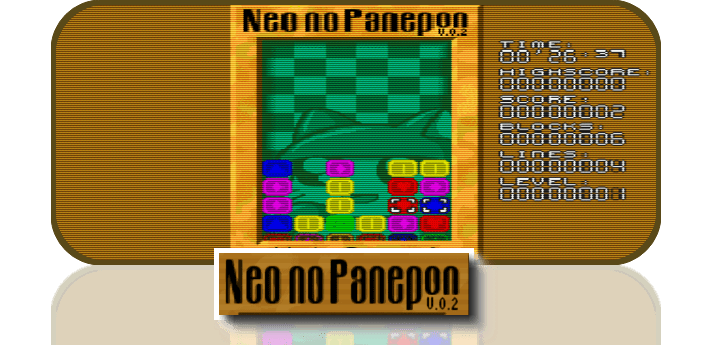 Neo no Panepon
V.0.2
TIME:
00'26.37
HIGHSCORE:
00000000
SCORE:
00000002
BLOCKS:
00000006
LINES:
00000004
LEVEL:
00000001
Neo no Panepon
V.0.2